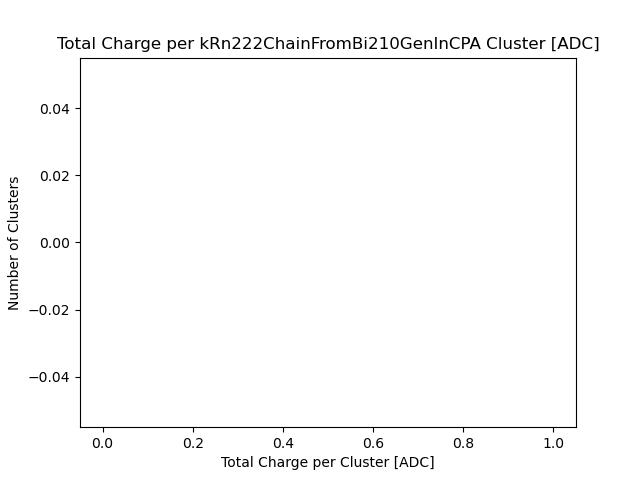 Total Charge per kRn222ChainFromBi210GenInCPA Cluster [ADC]
0.04
0.02
0.00
−0.02
−0.04
Number of Clusters
0.0 0.2 0.4 0.6 0.8 1.0
Total Charge per Cluster [ADC]